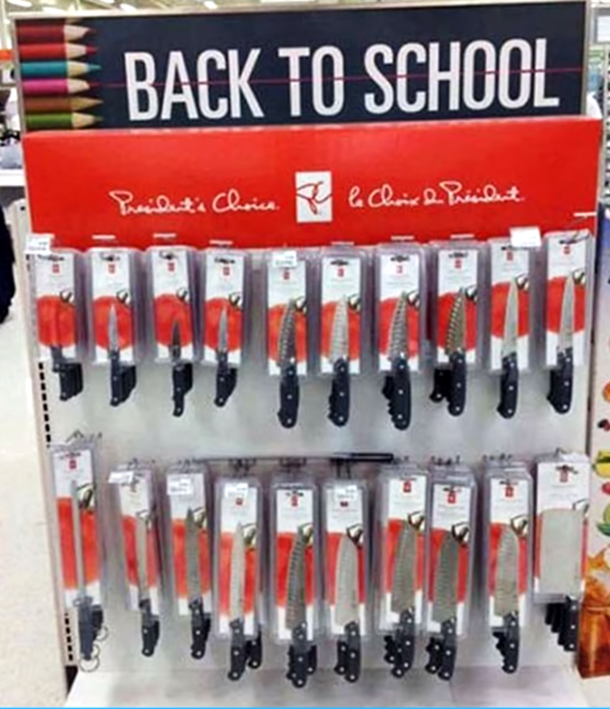 BACK TO SCHOOL
President's Choice
le Choix du Président